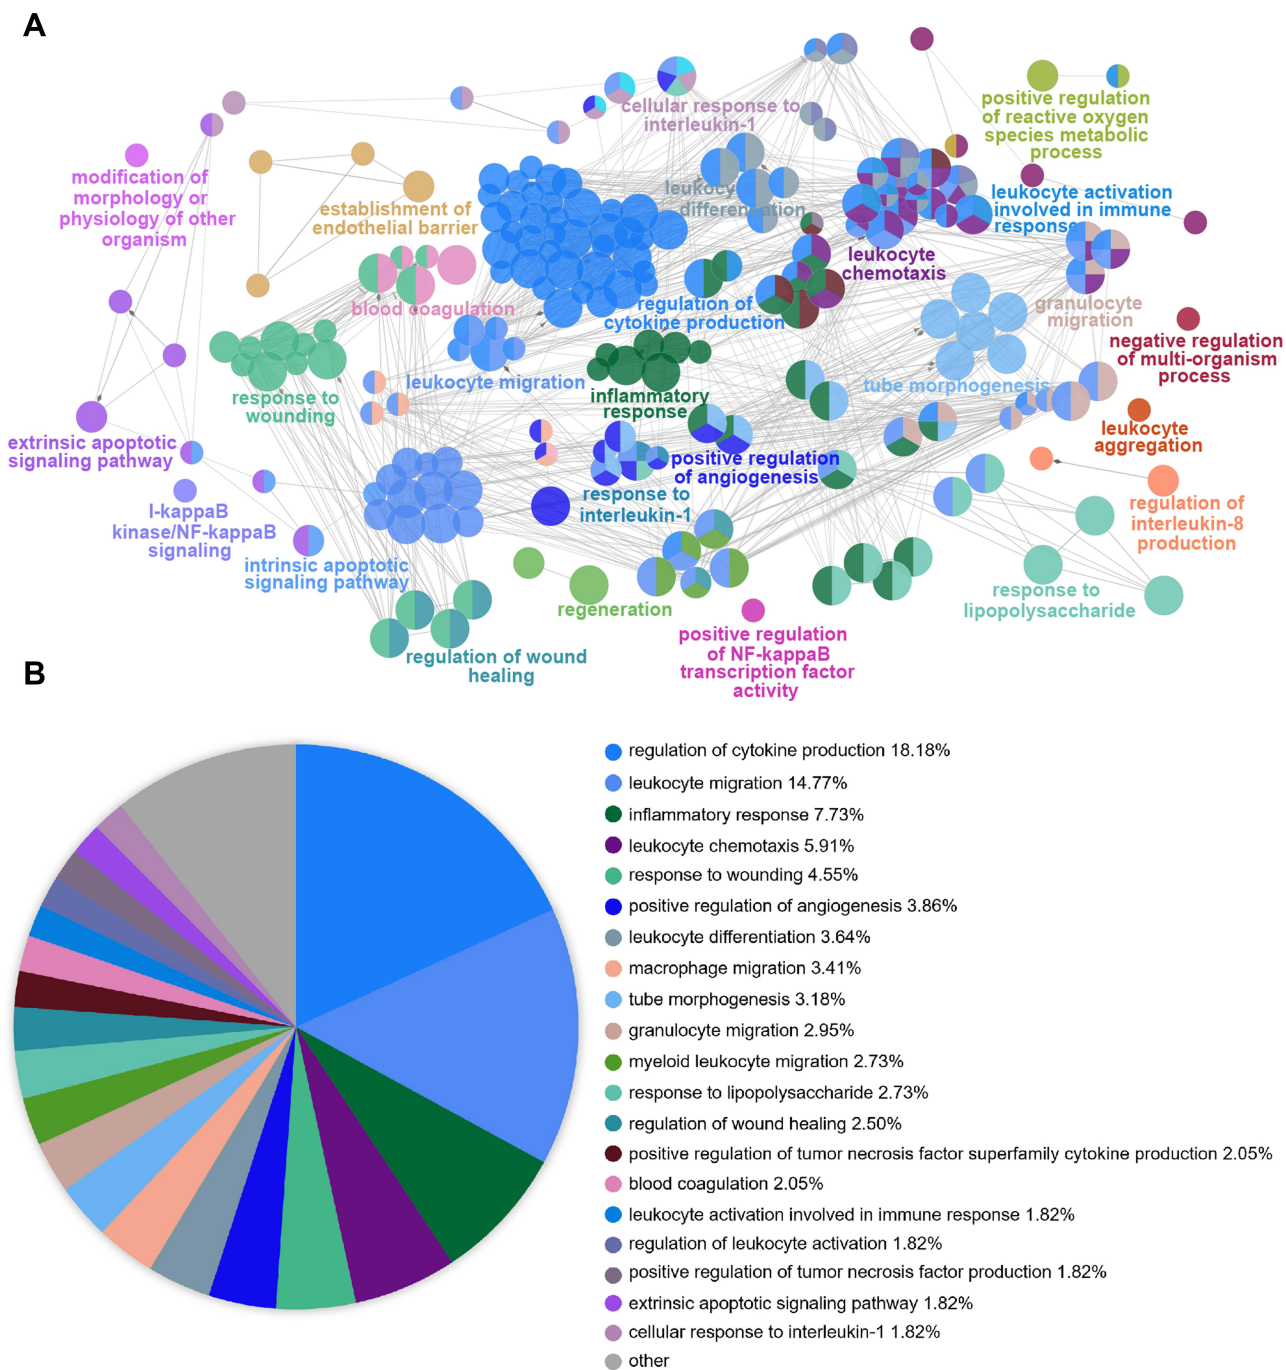 A
cellular response to
interleukin-1
positive regulation
of reactive oxygen
species metabolic
process
modification of
morphology or
physiology of other
organism
establishment of
endothelial barrier
leukocyte
differentiation
leukocyte activation
involved in immune
response
leukocyte
chemotaxis
blood coagulation
regulation of
cytokine production
granulocyte
migration
negative regulation
of multi-organism
process
response to
wounding
leukocyte migration
inflammatory
response
tube morphogenesis
leukocyte
aggregation
extrinsic apoptotic
signaling pathway
positive regulation
of angiogenesis
response to
interleukin-1
I-kappaB
kinase/NF-kappaB
signaling
regulation of
interleukin-8
production
intrinsic apoptotic
signaling pathway
regeneration
response to
lipopolysaccharide
regulation of wound
healing
positive regulation
of NF-kappaB
transcription factor
activity
B
regulation of cytokine production 18.18%
leukocyte migration 14.77%
inflammatory response 7.73%
leukocyte chemotaxis 5.91%
response to wounding 4.55%
positive regulation of angiogenesis 3.86%
leukocyte differentiation 3.64%
macrophage migration 3.41%
tube morphogenesis 3.18%
granulocyte migration 2.95%
myeloid leukocyte migration 2.73%
response to lipopolysaccharide 2.73%
regulation of wound healing 2.50%
positive regulation of tumor necrosis factor superfamily cytokine production 2.05%
blood coagulation 2.05%
leukocyte activation involved in immune response 1.82%
regulation of leukocyte activation 1.82%
positive regulation of tumor necrosis factor production 1.82%
extrinsic apoptotic signaling pathway 1.82%
cellular response to interleukin-1 1.82%
other